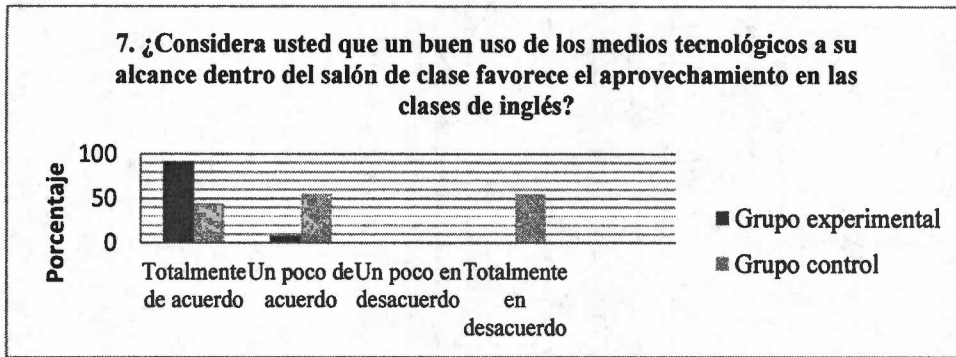 7. ¿Considera usted que un buen uso de los medios tecnológicos a su
alcance dentro del salón de clase favorece el aprovechamiento en las
clases de inglés?
Porcentaje
100
50
0
Totalmente de acuerdo
Un poco de acuerdo
Un poco en desacuerdo
Totalmente en desacuerdo
Grupo experimental
Grupo control